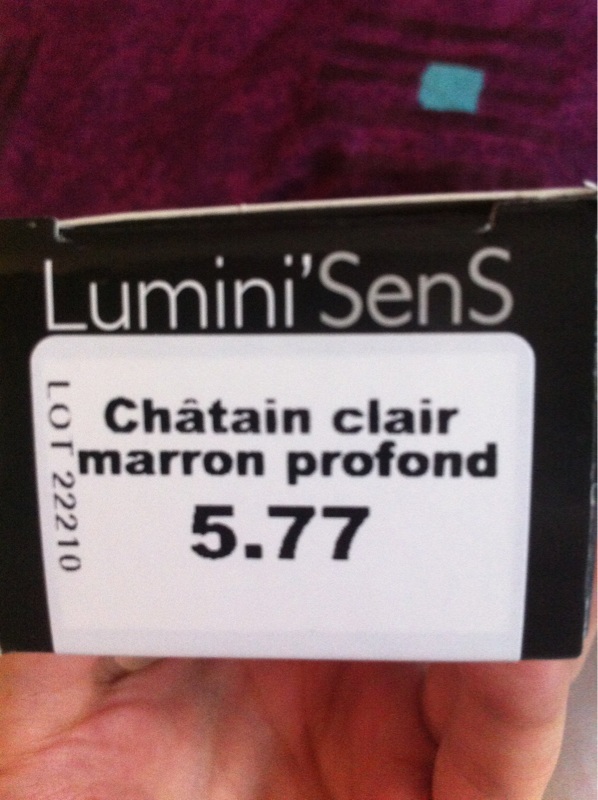 Lumini'SenS
Châtain clair
marron profond
5.77
LOT 22210